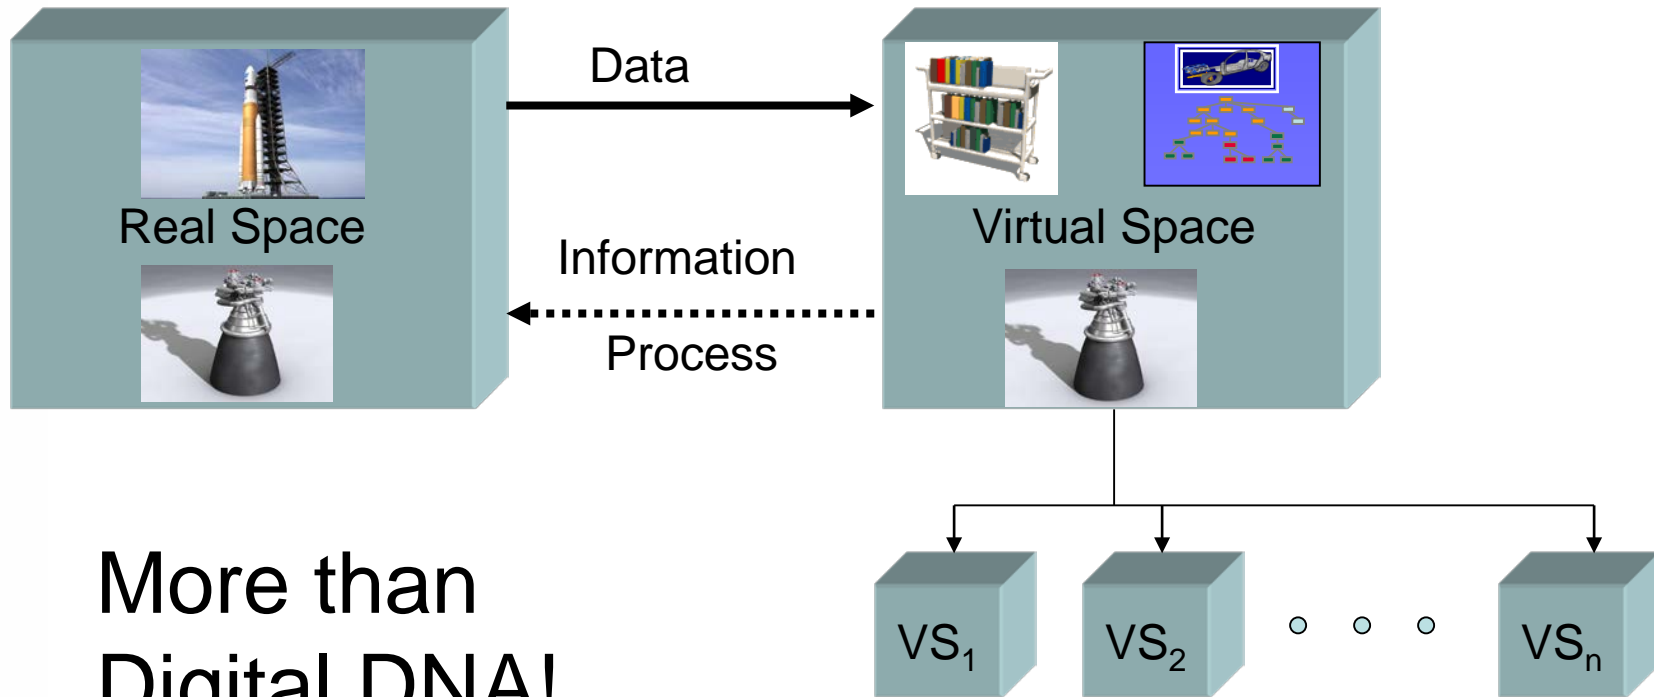 Data
Real Space
Virtual Space
Information
Process
More than
Digital DNA!
VS₁
VS₂
VSₙ